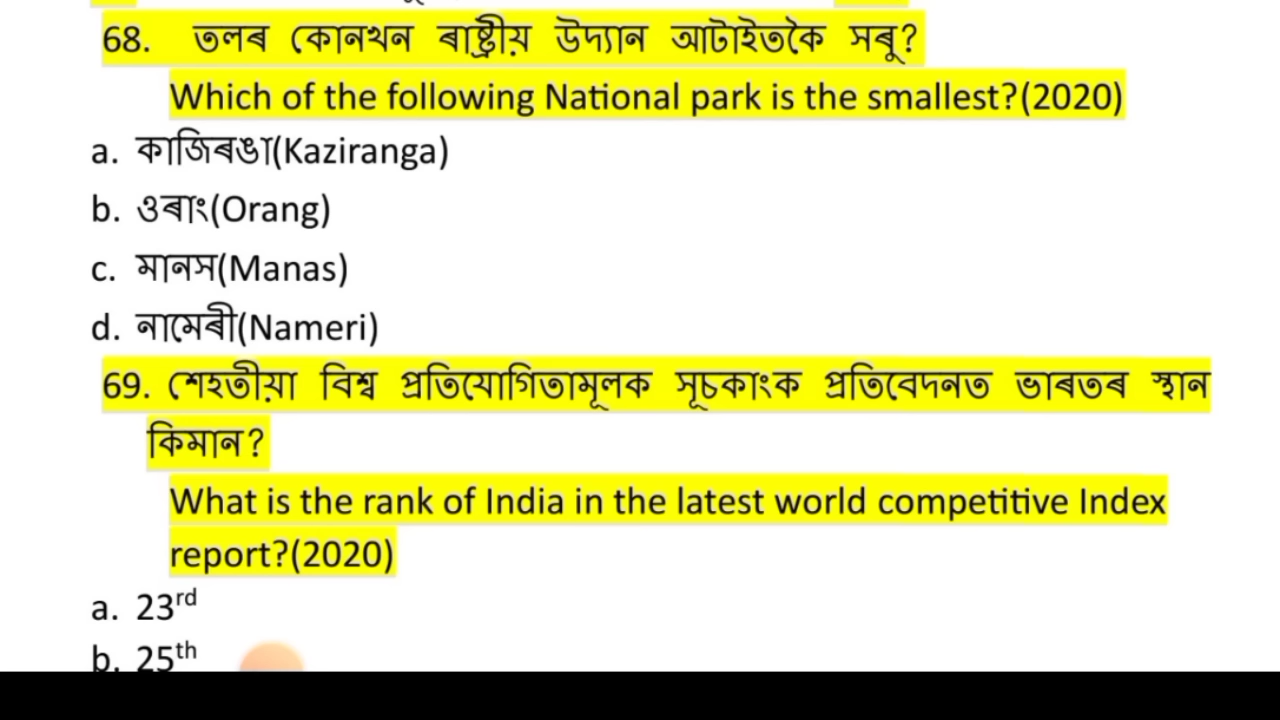 68. তলৰ কোনখন ৰাষ্ট্ৰীয় উদ্যান আটাইতকৈ সৰু?
Which of the following National park is the smallest?(2020)
a. কাজিৰঙা(Kaziranga)
b. ওৰাং(Orang)
c. মানস(Manas)
d. নামেৰী(Nameri)
69. শেহতীয়া বিশ্ব প্ৰতিযোগিতামূলক সূচকাংক প্ৰতিবেদনত ভাৰতৰ স্থান
কিমান?
What is the rank of India in the latest world competitive Index
report?(2020)
a. 23rd
b. 25th